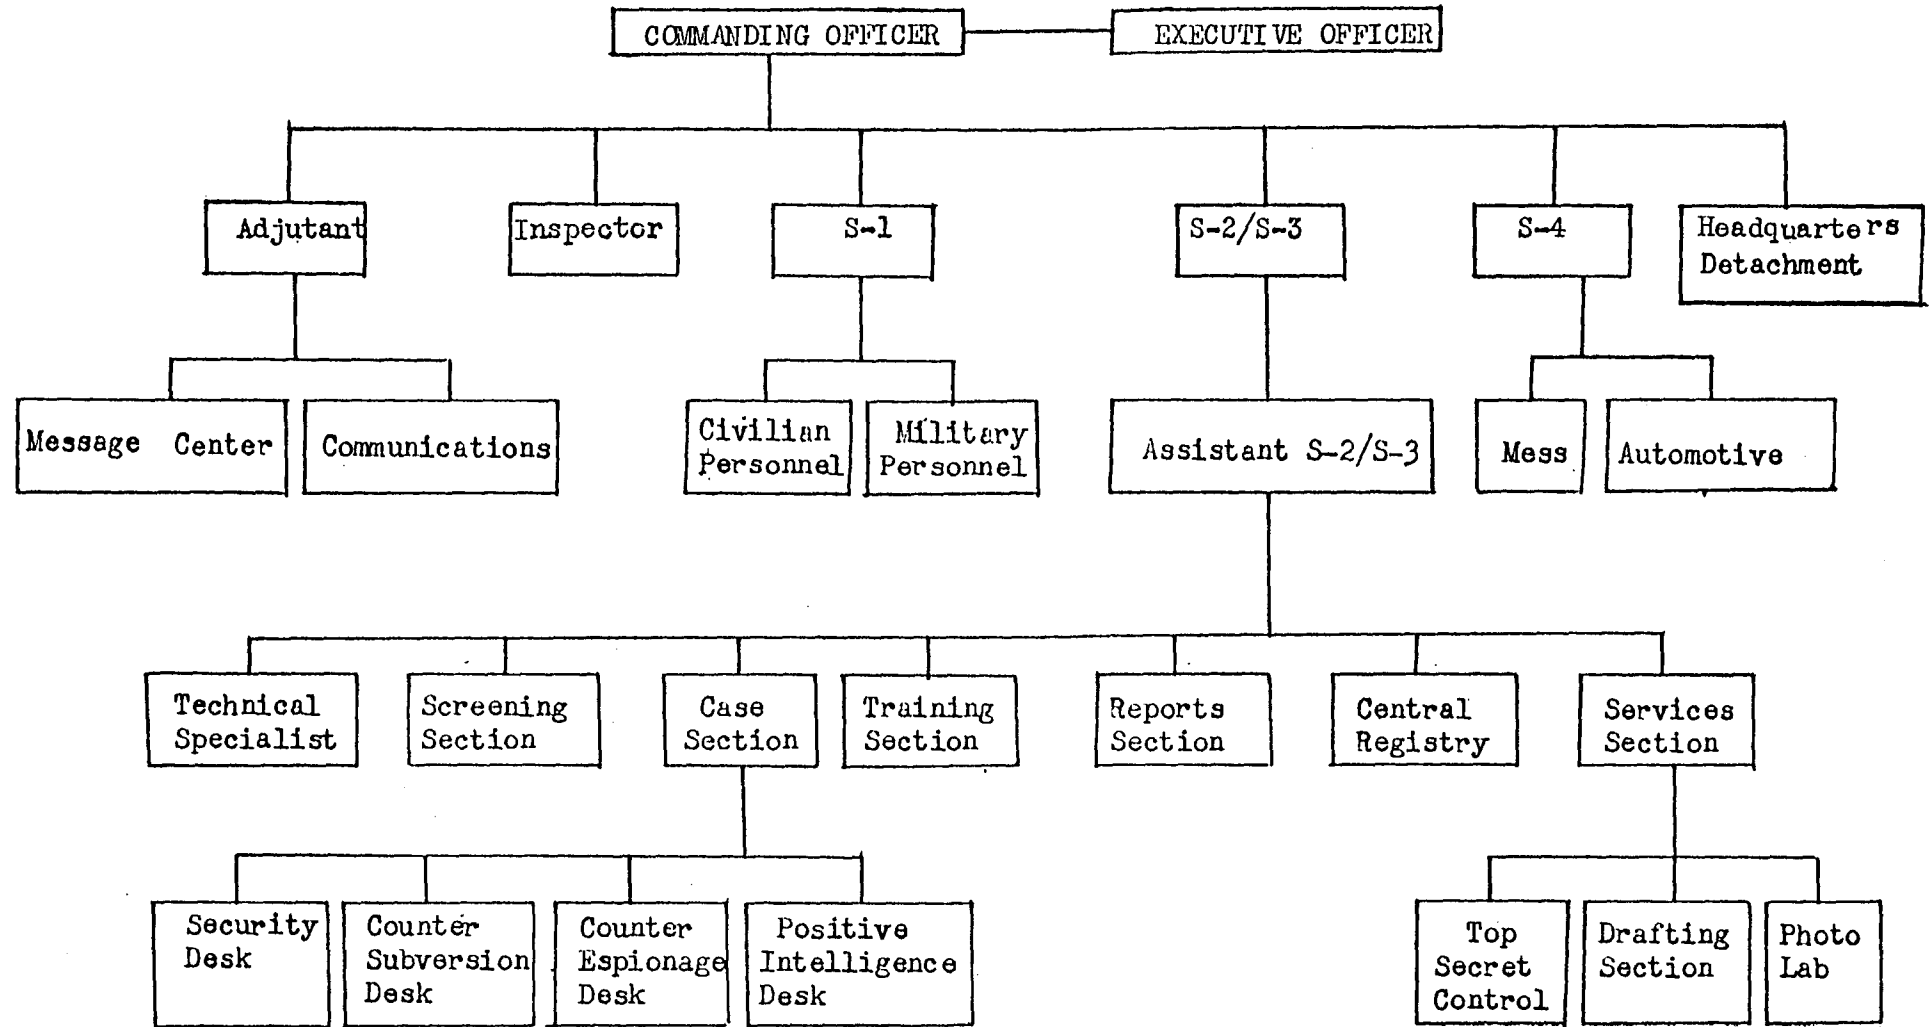 COMMANDING OFFICER
EXECUTIVE OFFICER
Adjutant
Inspector
S-1
S-2/S-3
S-4
Headquarters
Detachment
Message Center
Communications
Civilian
Personnel
Military
Personnel
Assistant S-2/S-3
Mess
Automotive
Technical
Specialist
Screening
Section
Case
Section
Training
Section
Reports
Section
Central
Registry
Services
Section
Security
Desk
Counter
Subversion
Desk
Counter
Espionage
Desk
Positive
Intelligence
Desk
Top
Secret
Control
Drafting
Section
Photo
Lab